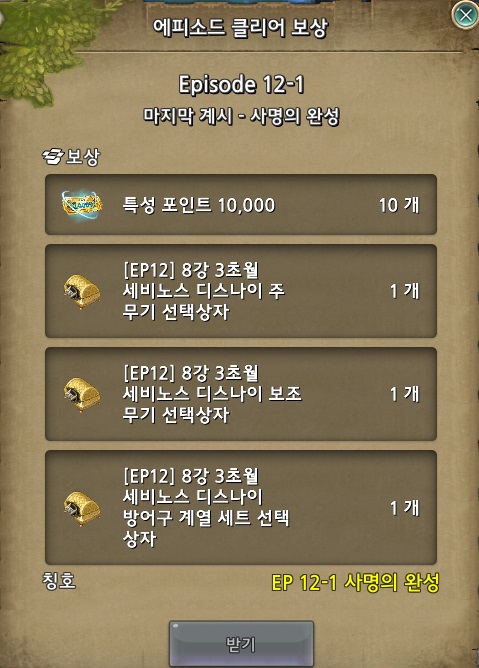 에피소드 클리어 보상
Episode 12-1
마지막 계시 - 사명의 완성
보상
특성 포인트 10,000 10 개
[EP12] 8강 3초월
세비노스 디스나이 주 1 개
무기 선택상자
[EP12] 8강 3초월
세비노스 디스나이 보조 1 개
무기 선택상자
[EP12] 8강 3초월
세비노스 디스나이
방어구 계열 세트 선택 1 개
상자
칭호 EP 12-1 사명의 완성
받기